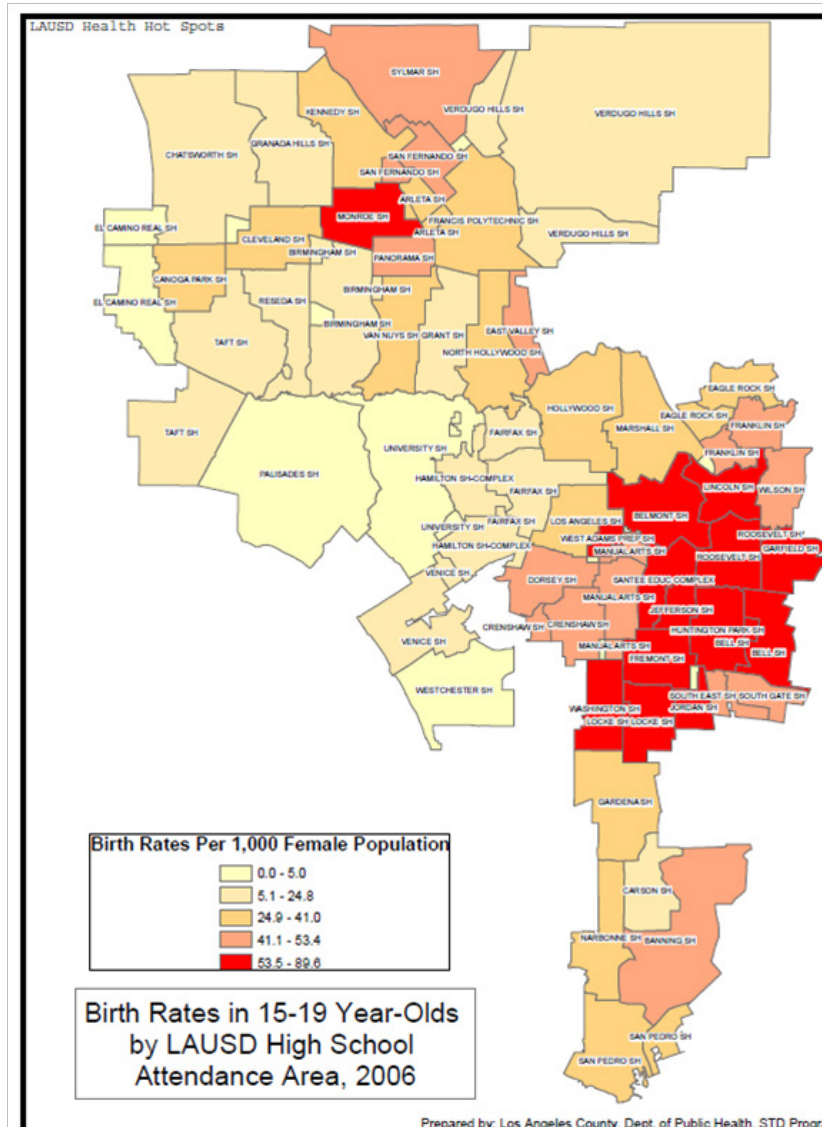 LAUSD Health Hot Spots
SYLMAR SH
VERDUGO HILLS SH
VERDUGO HILLS SH
KENNEDY SH
GRANADA HILLS SH
CHATSWORTH SH
SAN FERNANDO SH
SAN FERNANDO SH
ARLETA SH
MONROE SH
FRANCIS POLYTECHNIC SH
EL CAMINO REAL SH
ARLETA SH
VERDUGO HILLS SH
CLEVELAND SH
BIRMINGHAM SH
PANORAMA SH
CANOGA PARK SH
BIRMINGHAM SH
EL CAMINO REAL SH
RESEDA SH
BIRMINGHAM SH
VAN NUYS SH
GRANT SH
EAST VALLEY SH
TAFT SH
NORTH HOLLYWOOD SH
EAGLE ROCK SH
HOLLYWOOD SH
EAGLE ROCK SH
MARSHALL SH
FRANKLIN SH
TAFT SH
FAIRFAX SH
UNIVERSITY SH
FRANKLIN SH
PALISADES SH
HAMILTON SH-COMPLEX
LINCOLN SH
WILSON SH
FAIRFAX SH
BELMONT SH
UNIVERSITY SH
FAIRFAX SH
LOS ANGELES SH
WEST ADAMS PREP SH
ROOSEVELT SH
HAMILTON SH-COMPLEX
MANUAL ARTS SH
ROOSEVELT SH
GARFIELD SH
VENICE SH
DORSEY SH
SANTEE EDUC COMPLEX
MANUAL ARTS SH
JEFFERSON SH
CRENSHAW SH
CRENSHAW SH
HUNTINGTON PARK SH
VENICE SH
MANUAL ARTS SH
BELL SH
BELL SH
FREMONT SH
WESTCHESTER SH
SOUTH EAST SH
SOUTH GATE SH
WASHINGTON SH
JORDAN SH
LOCKE SH
LOCKE SH
GARDENA SH
CARSON SH
NARBONNE SH
BANNING SH
SAN PEDRO SH
SAN PEDRO SH
Birth Rates Per 1,000 Female Population
0.0 - 5.0
5.1 - 24.8
24.9 - 41.0
41.1 - 53.4
53.5 - 89.6
Birth Rates in 15-19 Year-Olds
by LAUSD High School
Attendance Area, 2006
Prepared by: Los Angeles County, Dept. of Public Health, STD Progr